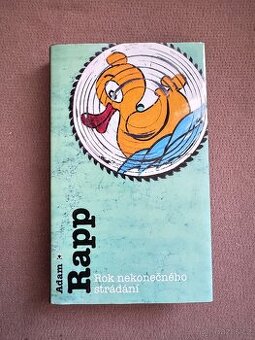 Adam
Rapp
Rok nekonečného
strádání